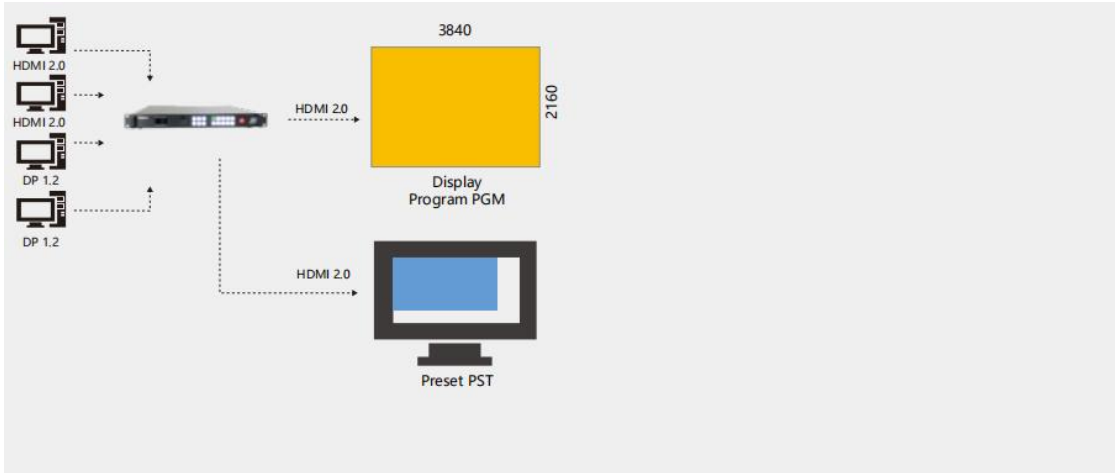 HDMI 2.0
HDMI 2.0
DP 1.2
DP 1.2
HDMI 2.0
3840
2160
Display
Program PGM
HDMI 2.0
Preset PST